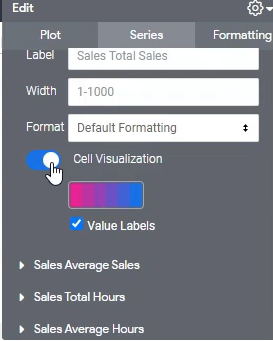 Edit
Plot Series Formatting
Label Sales Total Sales
Width 1-1000
Format Default Formatting
Cell Visualization
Value Labels
Sales Average Sales
Sales Total Hours
Sales Average Hours